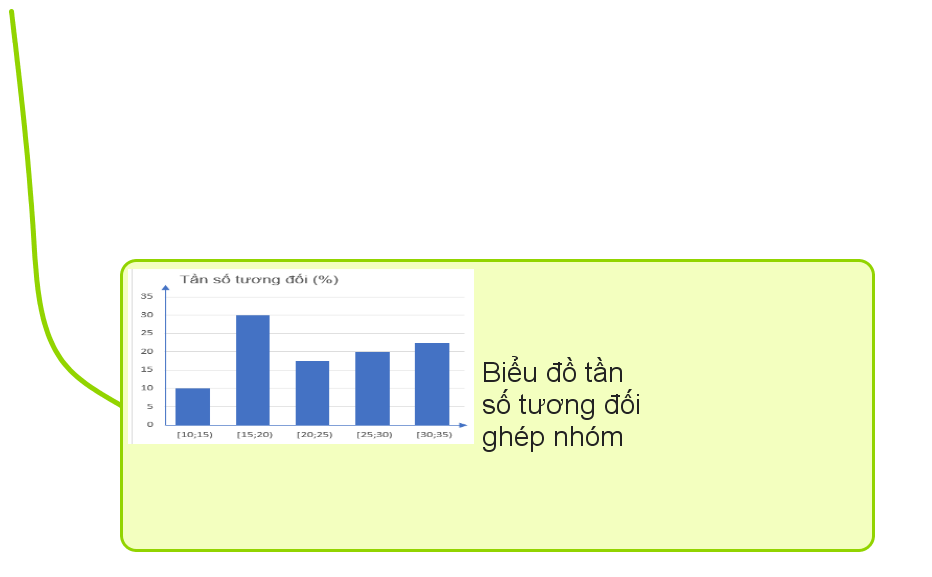 Tần số tương đối (%)
35
30
25
20
15
10
5
0
[10;15) [15;20) [20;25) [25;30) [30;35)
Biểu đồ tần
số tương đối
ghép nhóm